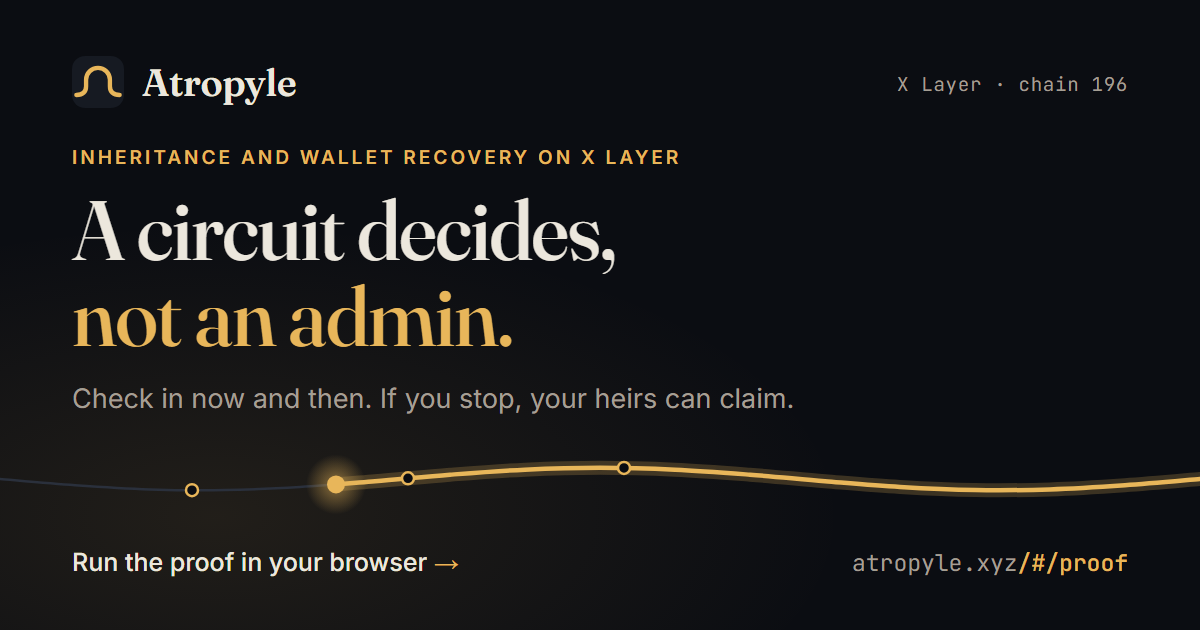 Atropyle
X Layer · chain 196
INHERITANCE AND WALLET RECOVERY ON X LAYER
A circuit decides,
not an admin.
Check in now and then. If you stop, your heirs can claim.
Run the proof in your browser →
atropyle.xyz/#/proof